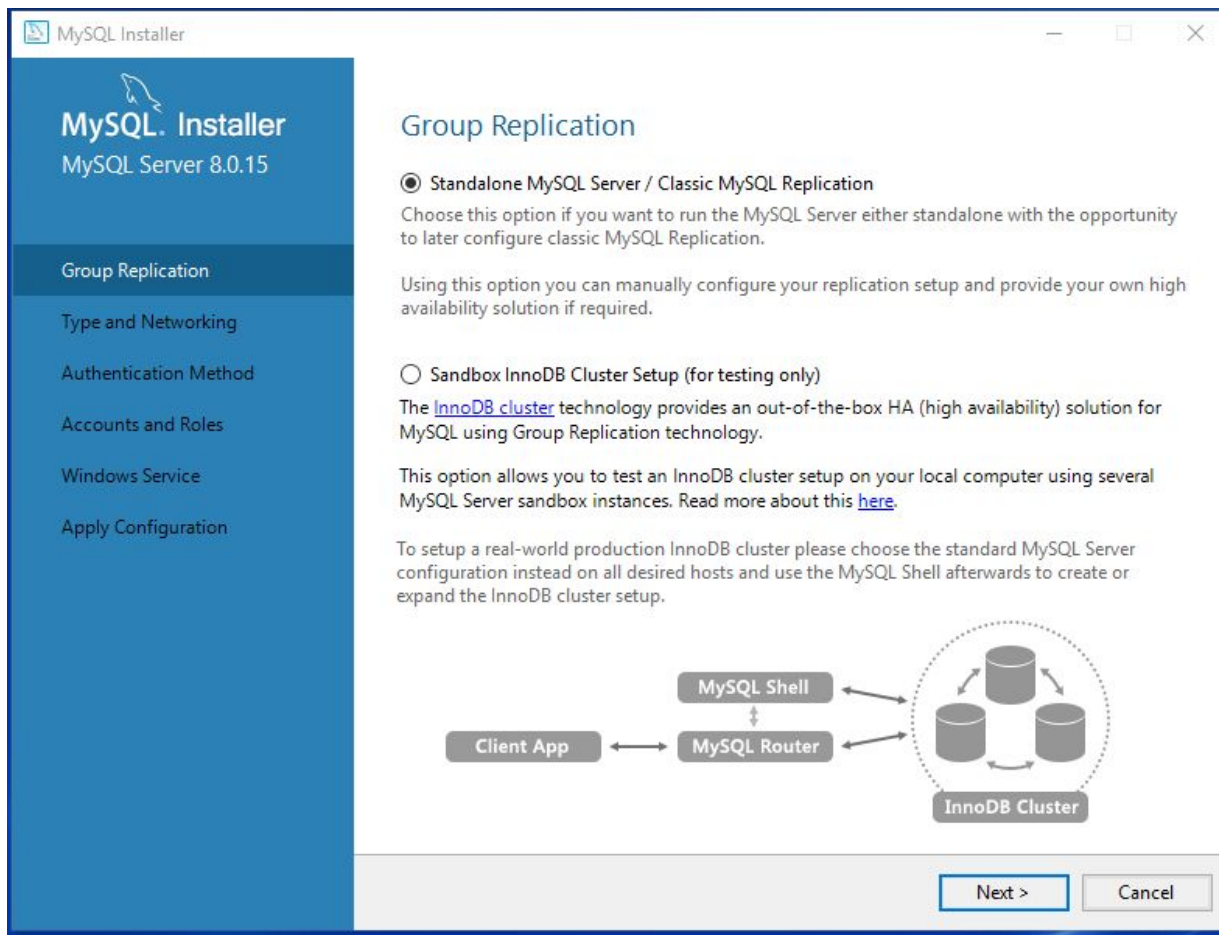 MySQL Installer
MySQL. Installer
MySQL Server 8.0.15
Group Replication
Type and Networking
Authentication Method
Accounts and Roles
Windows Service
Apply Configuration
Group Replication
Standalone MySQL Server / Classic MySQL Replication
Choose this option if you want to run the MySQL Server either standalone with the opportunity
to later configure classic MySQL Replication.
Using this option you can manually configure your replication setup and provide your own high
availability solution if required.
Sandbox InnoDB Cluster Setup (for testing only)
The InnoDB cluster technology provides an out-of-the-box HA (high availability) solution for
MySQL using Group Replication technology.
This option allows you to test an InnoDB cluster setup on your local computer using several
MySQL Server sandbox instances. Read more about this here.
To setup a real-world production InnoDB cluster please choose the standard MySQL Server
configuration instead on all desired hosts and use the MySQL Shell afterwards to create or
expand the InnoDB cluster setup.
MySQL Shell
Client App
MySQL Router
InnoDB Cluster
Next >
Cancel